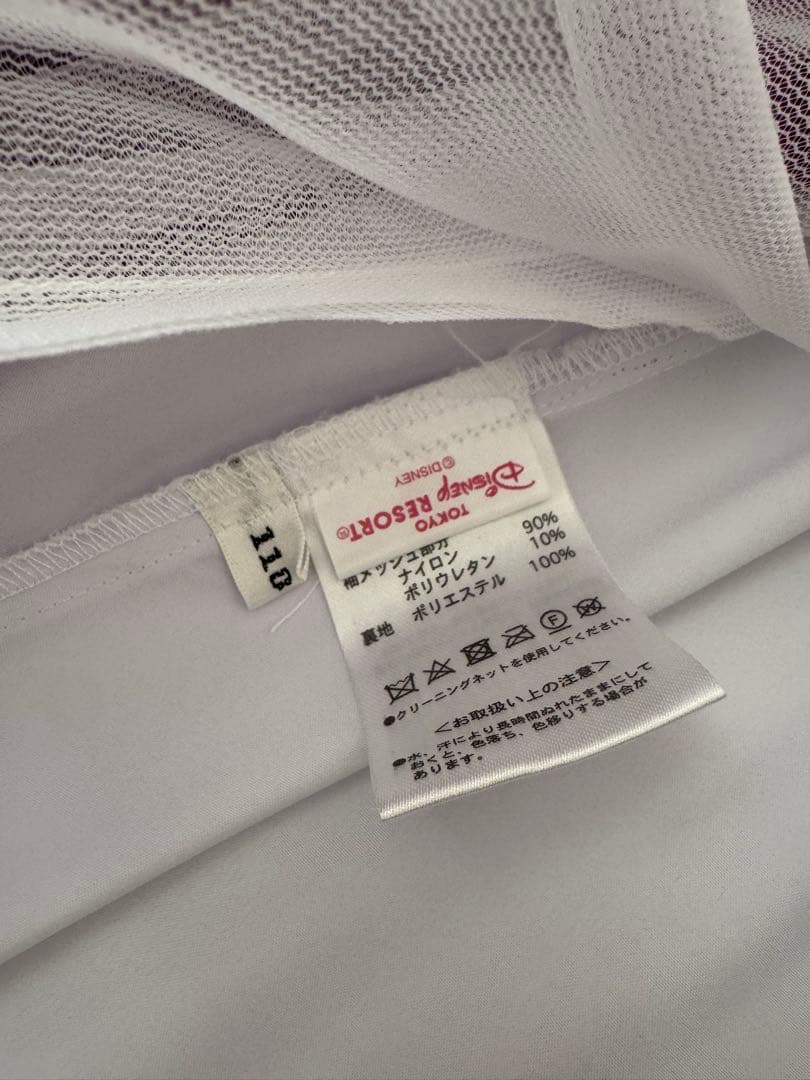 110
TOKYO
DISNEY RESORT®
© DISNEY
袖メッシュ部分
ナイロン 90%
ポリウレタン 10%
裏地 ポリエステル 100%
F
W
●クリーニングネットを使用してください。
＜お取扱い上の注意＞
●水、汗により長時間ぬれたままにして
おくと、色落ち、色移りする場合が
あります。